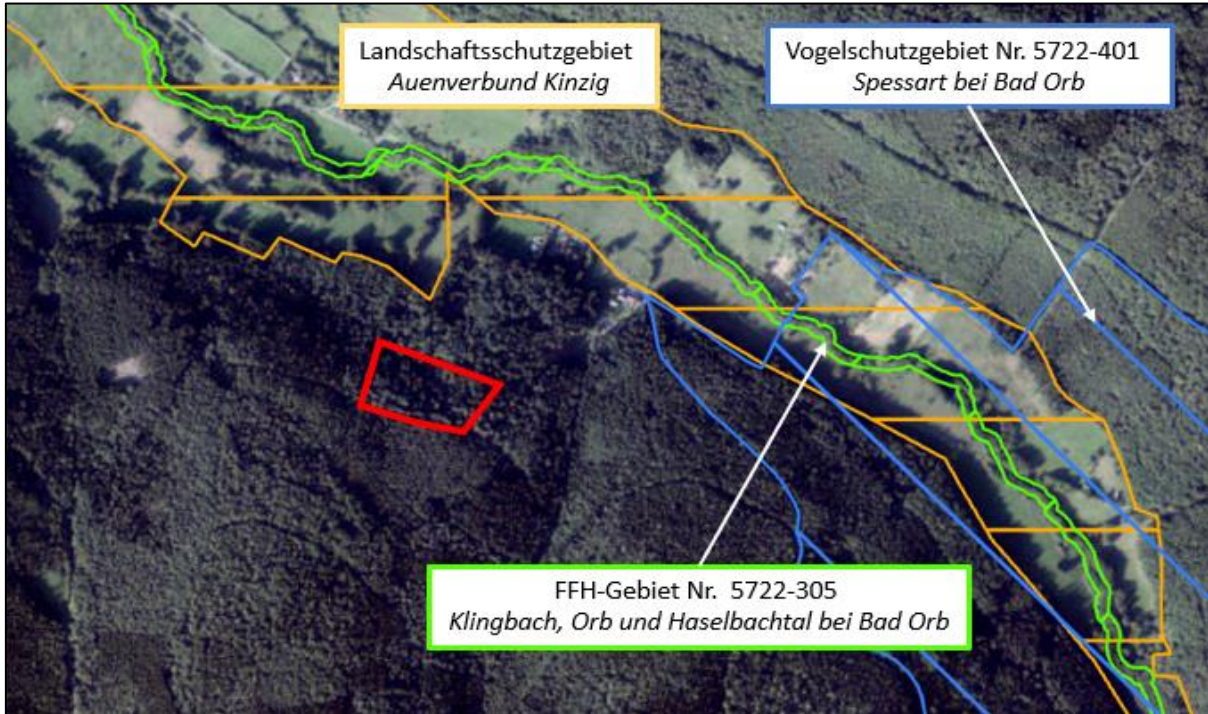 Landschaftsschutzgebiet
Auenverbund Kinzig
Vogelschutzgebiet Nr. 5722-401
Spessart bei Bad Orb
FFH-Gebiet Nr. 5722-305
Klingbach, Orb und Haselbachtal bei Bad Orb